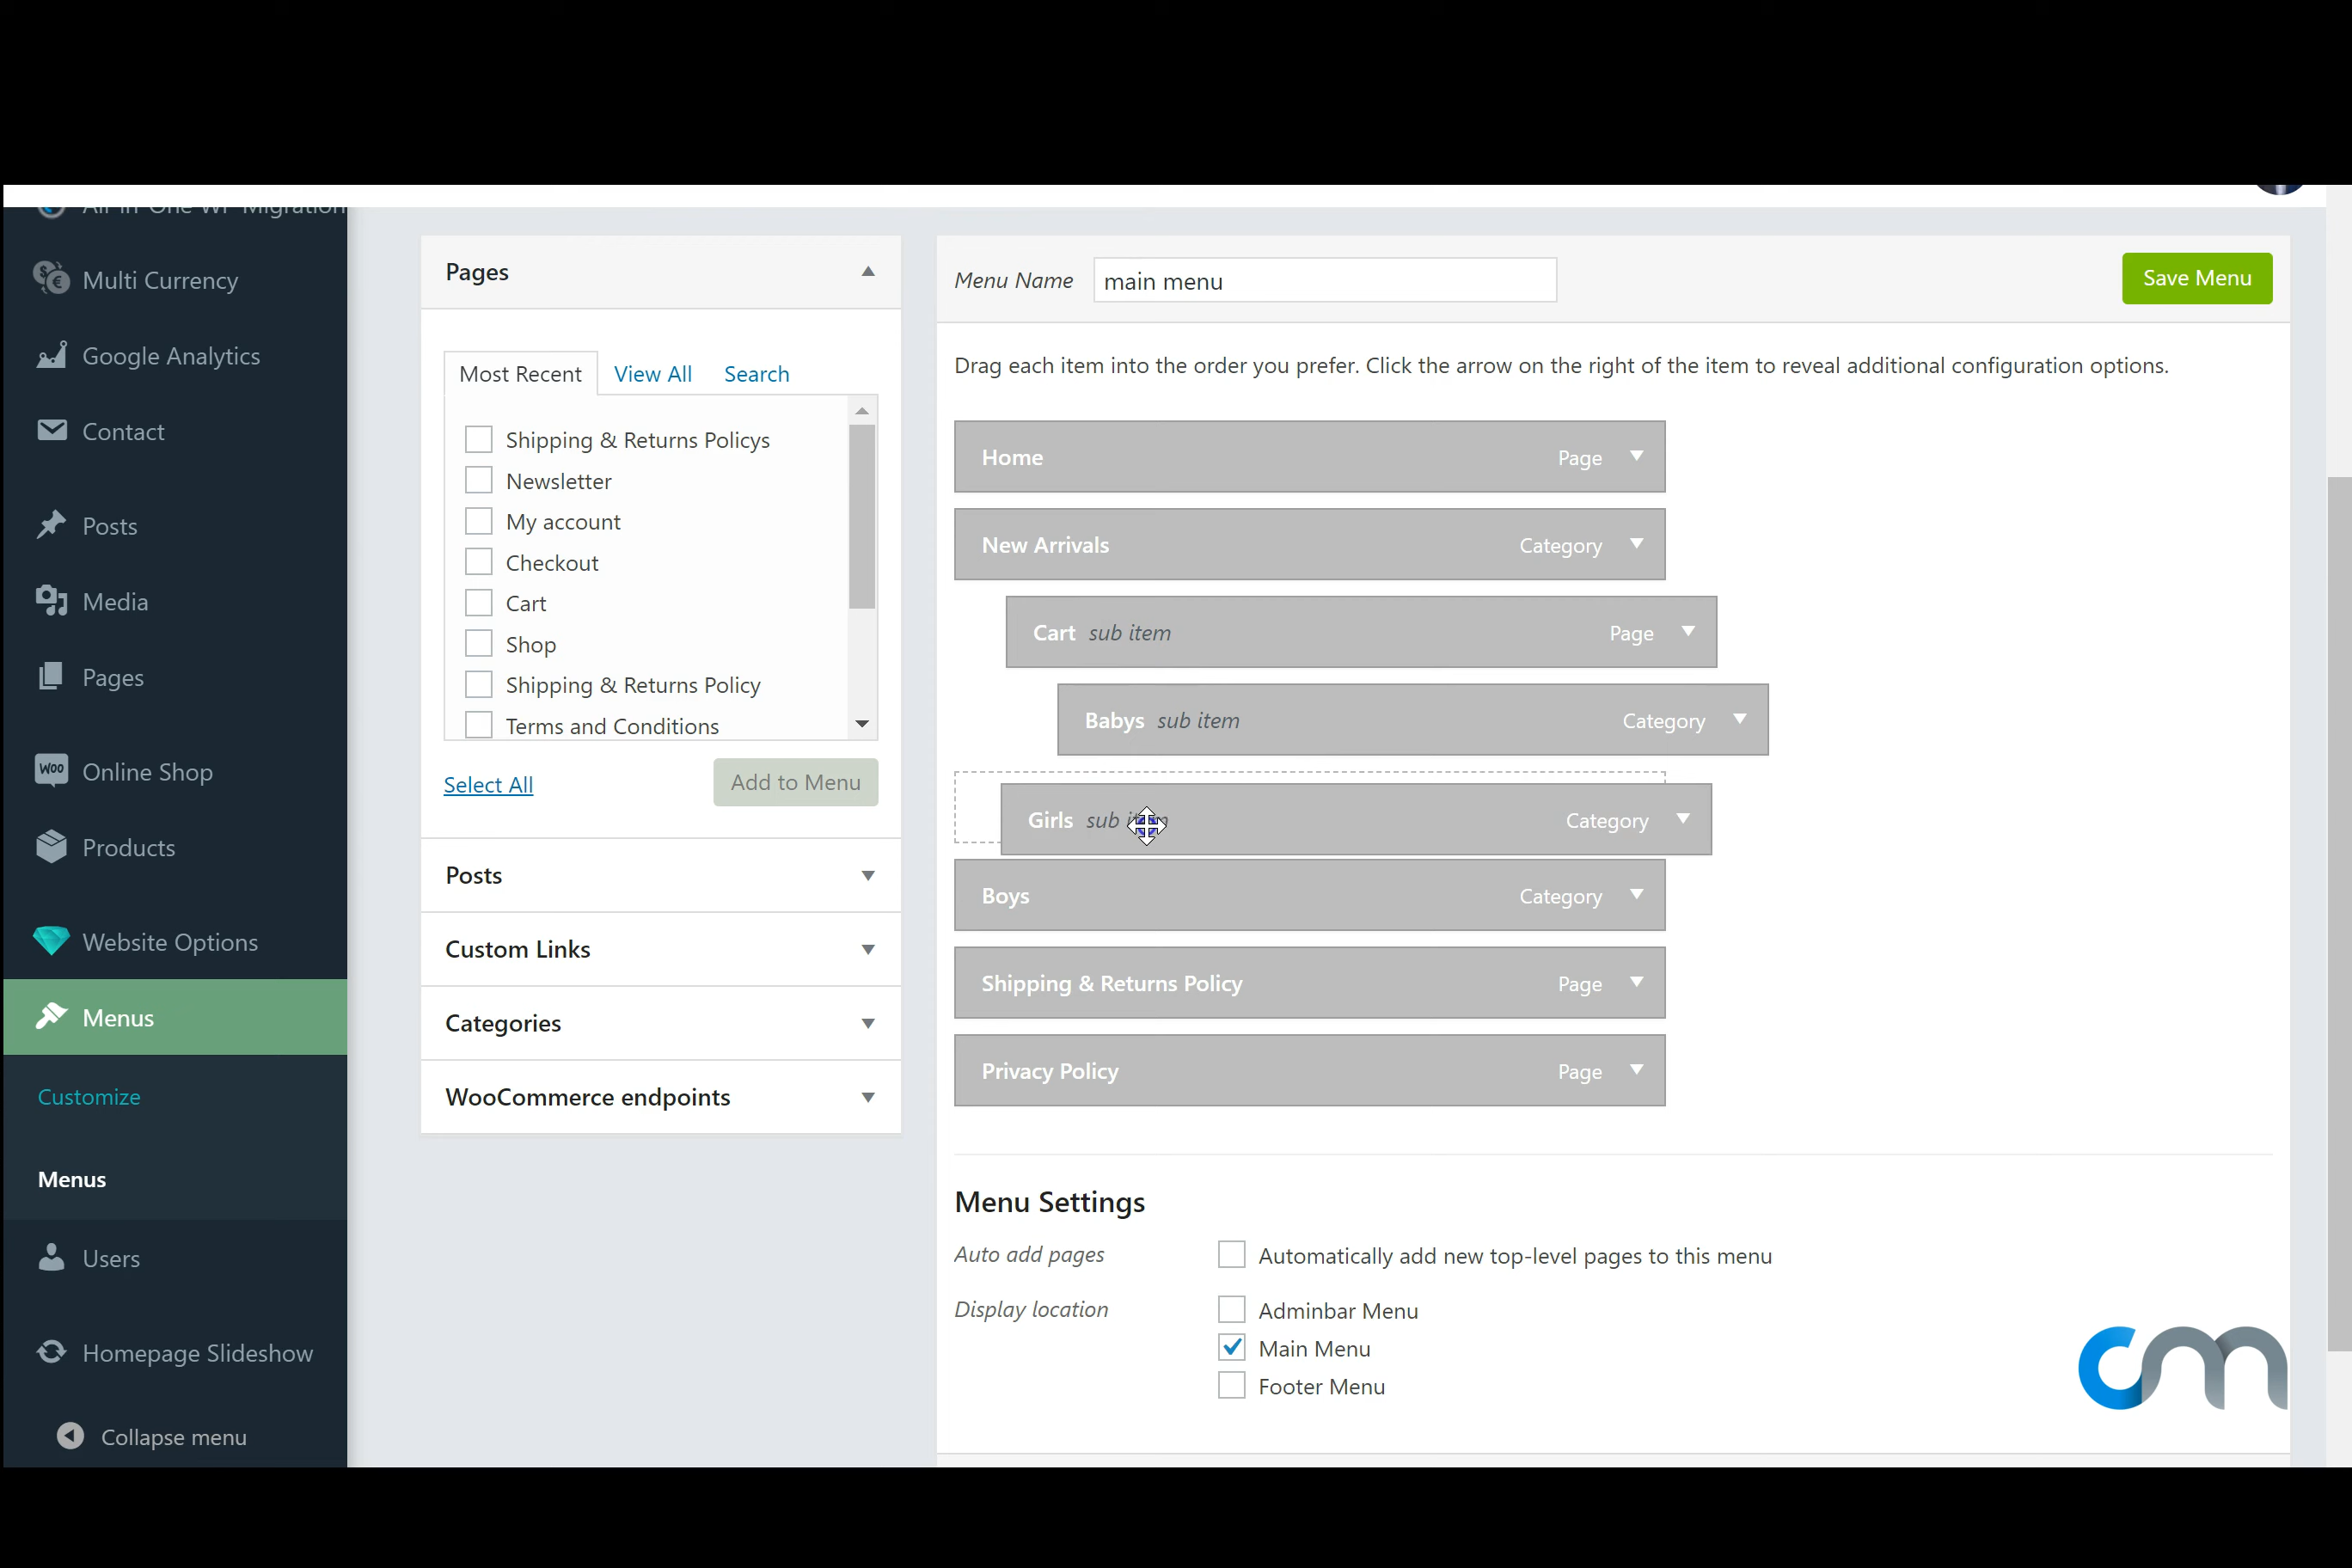 All-in-One WP Migration
Multi Currency
Google Analytics
Contact
Posts
Media
Pages
Online Shop
Products
Website Options
Menus
Customize
Menus
Users
Homepage Slideshow
Collapse menu
Pages
Most Recent View All Search
Shipping & Returns Policys
Newsletter
My account
Checkout
Cart
Shop
Shipping & Returns Policy
Terms and Conditions
Select All Add to Menu
Posts
Custom Links
Categories
WooCommerce endpoints
Menu Name main menu Save Menu
Drag each item into the order you prefer. Click the arrow on the right of the item to reveal additional configuration options.
Home Page
New Arrivals Category
Cart sub item Page
Babys sub item Category
Girls sub item Category
Boys Category
Shipping & Returns Policy Page
Privacy Policy Page
Menu Settings
Auto add pages Automatically add new top-level pages to this menu
Display location Adminbar Menu
Main Menu
Footer Menu
cm